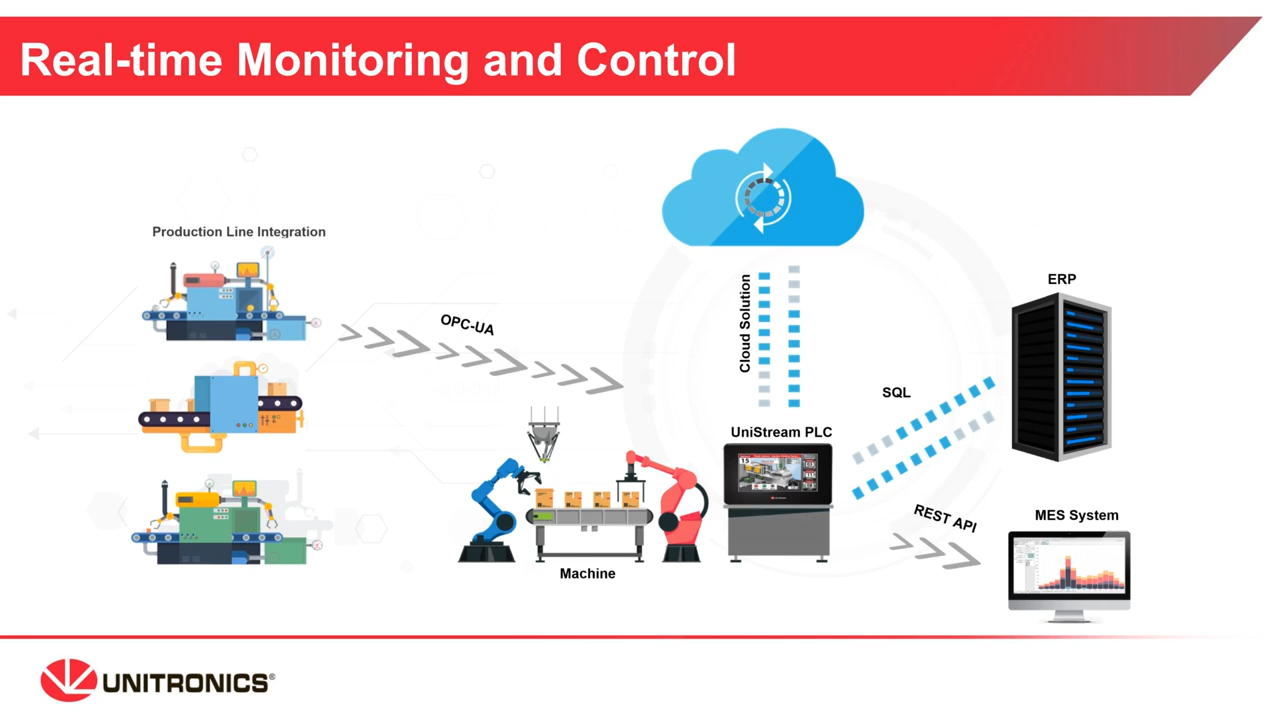 Real-time Monitoring and Control
Production Line Integration
OPC-UA
Cloud Solution
ERP
SQL
UniStream PLC
REST API
MES System
Machine
UNITRONICS®